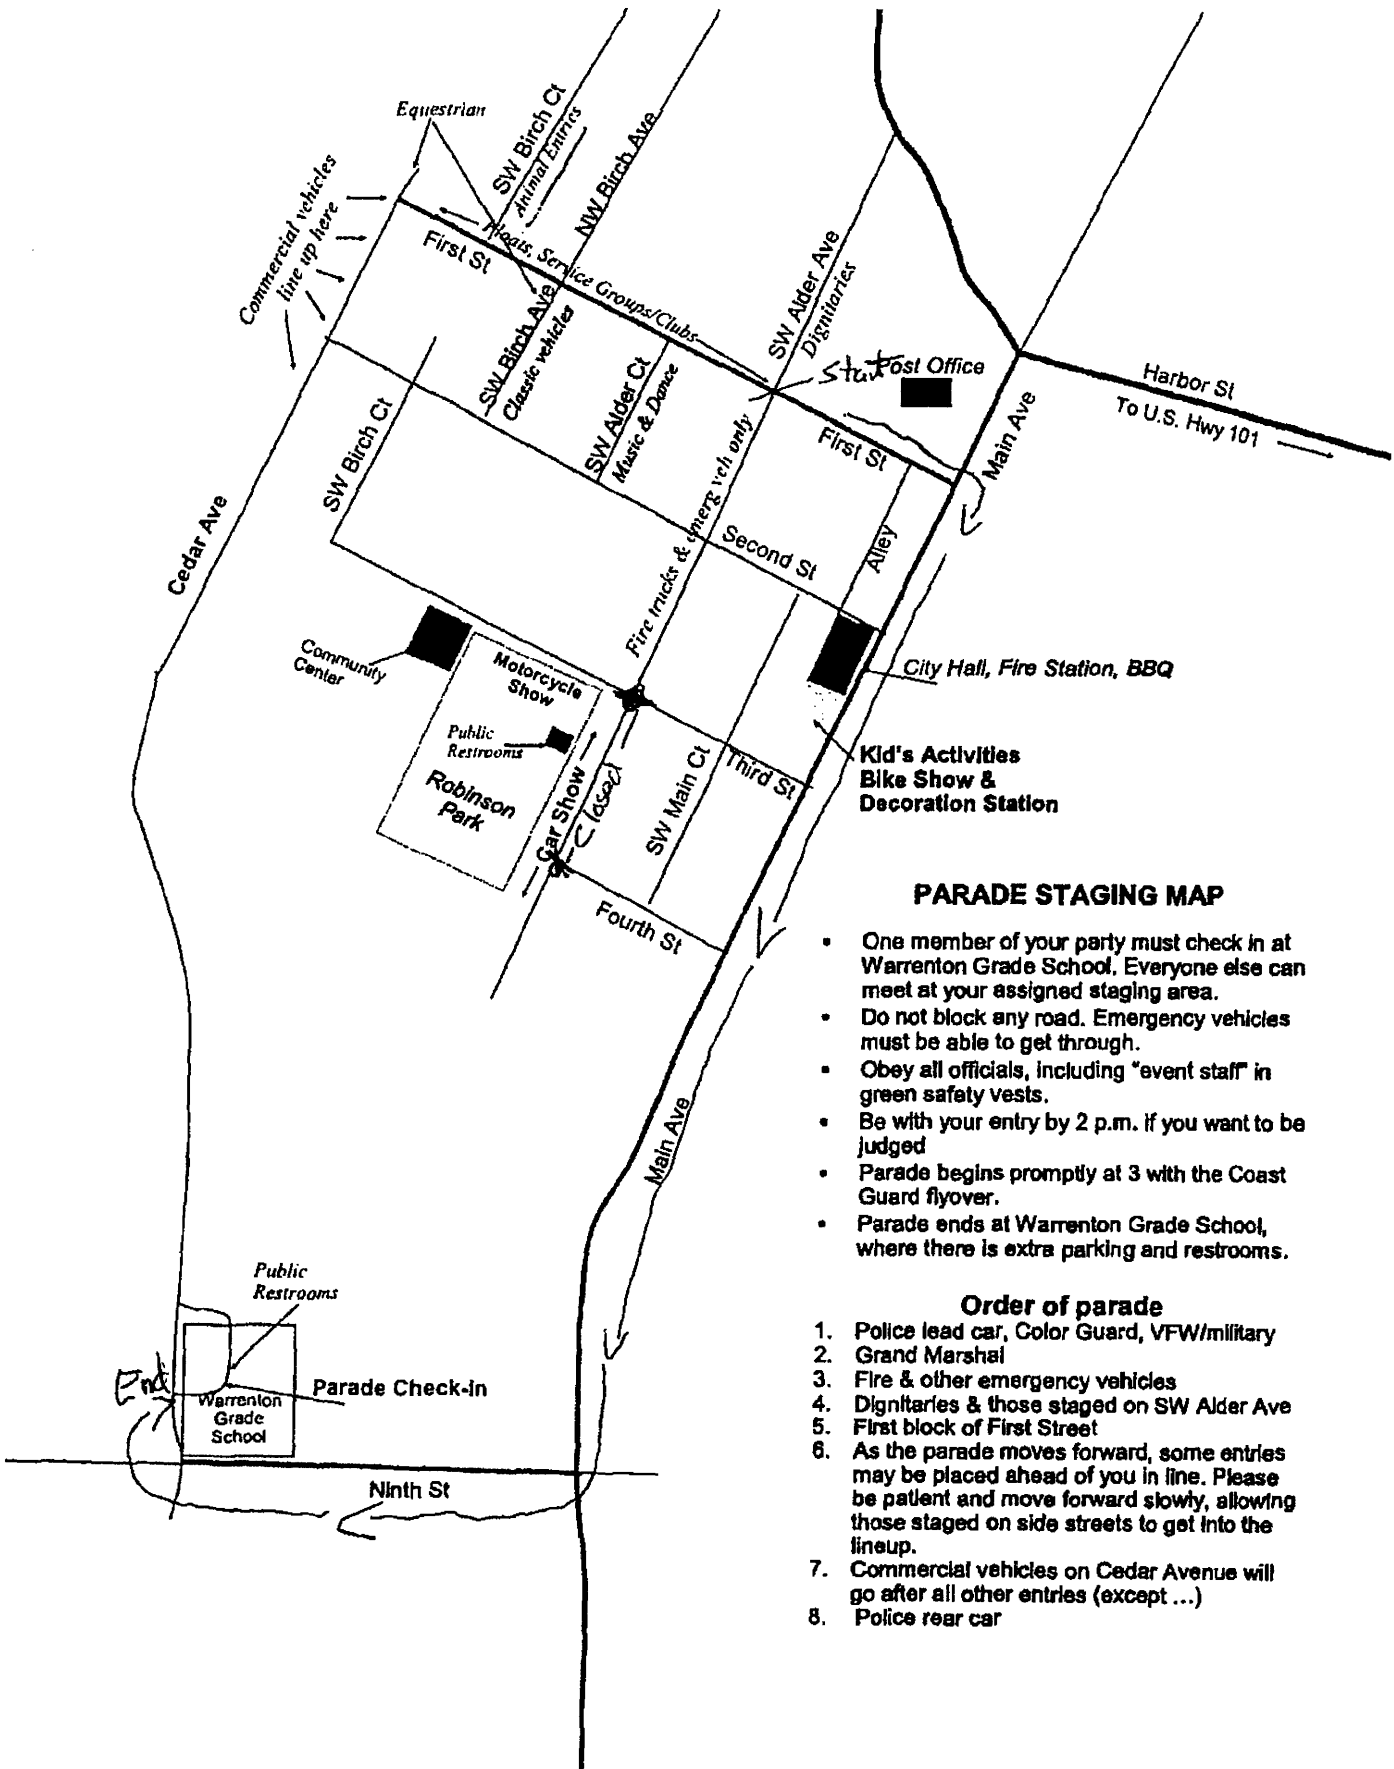 Equestrian
SW Birch Ct
Animal Entries
NW Birch Ave
Commercial vehicles
line up here
First St
Floats, Service Groups/Clubs
SW Birch Ave
Classic vehicles
SW Alder Ave
Dignitaries
Start
Post Office
Harbor St
To U.S. Hwy 101
Main Ave
SW Alder Ct
Music & Dance
SW Birch Ct
First St
Fire trucks & emerg veh only
Second St
Alley
Cedar Ave
Community
Center
Motorcycle
Show
Public
Restrooms
Robinson
Park
Car Show
Closed
SW Main Ct
Third St
Fourth St
City Hall, Fire Station, BBQ
Kid's Activities
Bike Show &
Decoration Station
PARADE STAGING MAP
• One member of your party must check in at
Warrenton Grade School. Everyone else can
meet at your assigned staging area.
• Do not block any road. Emergency vehicles
must be able to get through.
• Obey all officials, including "event staff" in
green safety vests.
• Be with your entry by 2 p.m. if you want to be
judged
• Parade begins promptly at 3 with the Coast
Guard flyover.
• Parade ends at Warrenton Grade School,
where there is extra parking and restrooms.
Main Ave
Public
Restrooms
End
Parade Check-in
Warrenton
Grade
School
Ninth St
Order of parade
1. Police lead car, Color Guard, VFW/military
2. Grand Marshal
3. Fire & other emergency vehicles
4. Dignitaries & those staged on SW Alder Ave
5. First block of First Street
6. As the parade moves forward, some entries
may be placed ahead of you in line. Please
be patient and move forward slowly, allowing
those staged on side streets to get into the
lineup.
7. Commercial vehicles on Cedar Avenue will
go after all other entries (except ...)
8. Police rear car